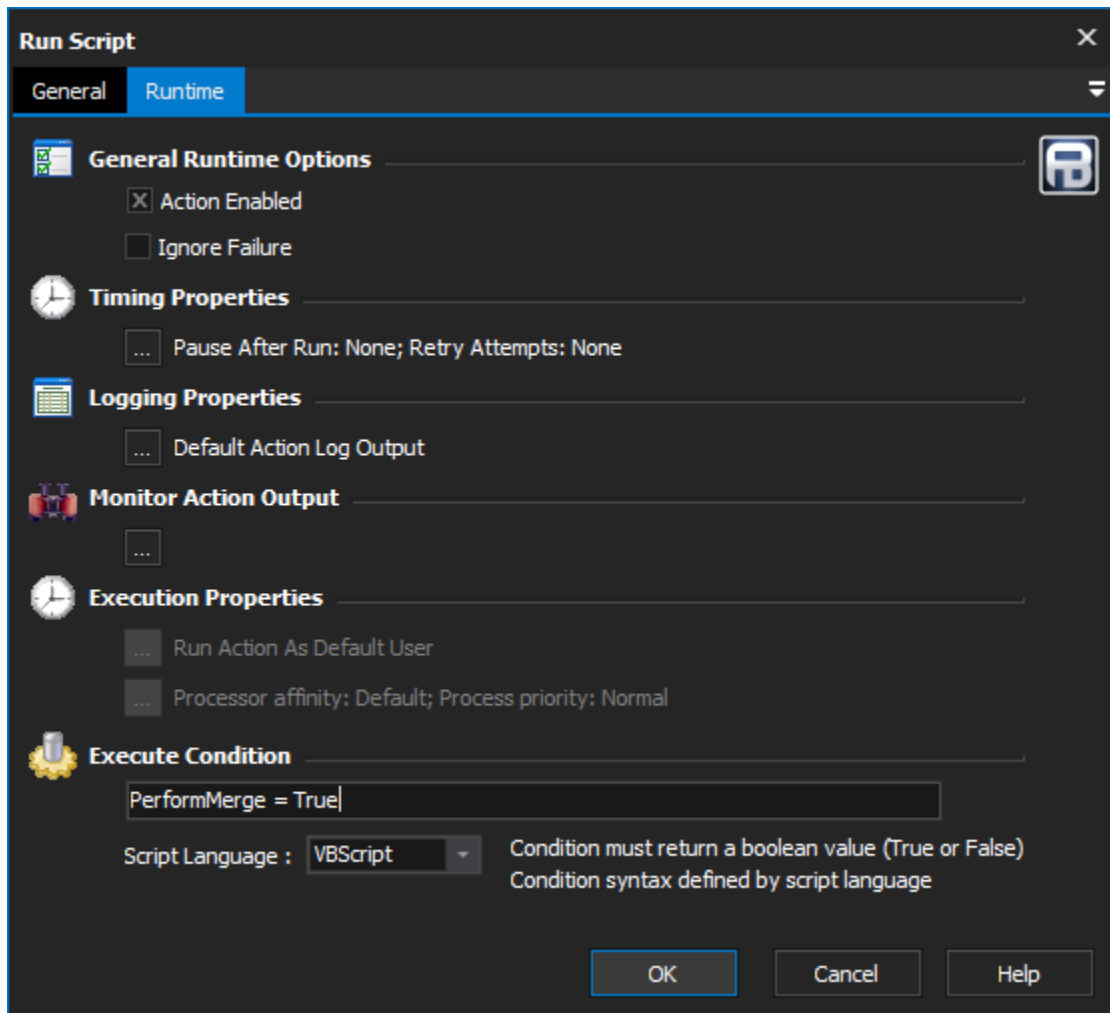 Run Script
General Runtime
General Runtime Options
Action Enabled
Ignore Failure
Timing Properties
... Pause After Run: None; Retry Attempts: None
Logging Properties
... Default Action Log Output
Monitor Action Output
...
Execution Properties
... Run Action As Default User
... Processor affinity: Default; Process priority: Normal
Execute Condition
PerformMerge = True
Script Language : VBScript
Condition must return a boolean value (True or False)
Condition syntax defined by script language
OK Cancel Help